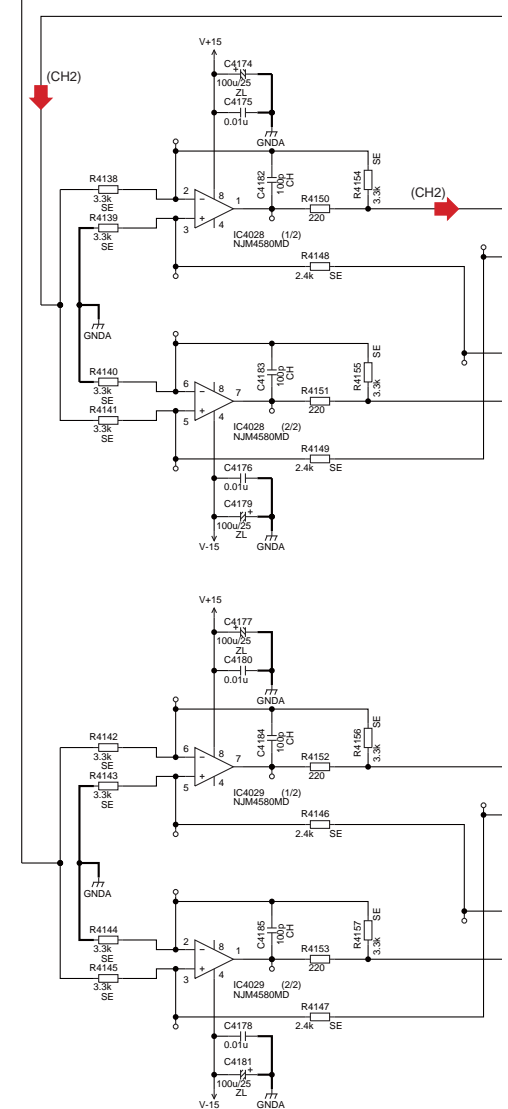 V+15
C4174
+
100u/25
ZL
C4175
0.01u
GNDA
(CH2)
R4138
3.3k
SE
R4139
3.3k
SE
2
3
8
4
1
−
+
C4182
100p
CH
R4150
220
R4154
3.3k
SE
(CH2)
IC4028 (1/2)
NJM4580MD
R4148
2.4k SE
GNDA
R4140
3.3k
SE
R4141
3.3k
SE
6
5
8
4
7
−
+
C4183
100p
CH
R4151
220
R4155
3.3k
SE
IC4028 (2/2)
NJM4580MD
R4149
2.4k SE
C4176
0.01u
C4179
+
100u/25
ZL
V-15
GNDA
V+15
C4177
+
100u/25
ZL
C4180
0.01u
GNDA
R4142
3.3k
SE
R4143
3.3k
SE
6
5
8
4
7
−
+
C4184
100p
CH
R4152
220
R4156
3.3k
SE
IC4029 (1/2)
NJM4580MD
R4146
2.4k SE
GNDA
R4144
3.3k
SE
R4145
3.3k
SE
2
3
8
4
1
−
+
C4185
100p
CH
R4153
220
R4157
3.3k
SE
IC4029 (2/2)
NJM4580MD
R4147
2.4k SE
C4178
0.01u
C4181
+
100u/25
ZL
V-15
GNDA